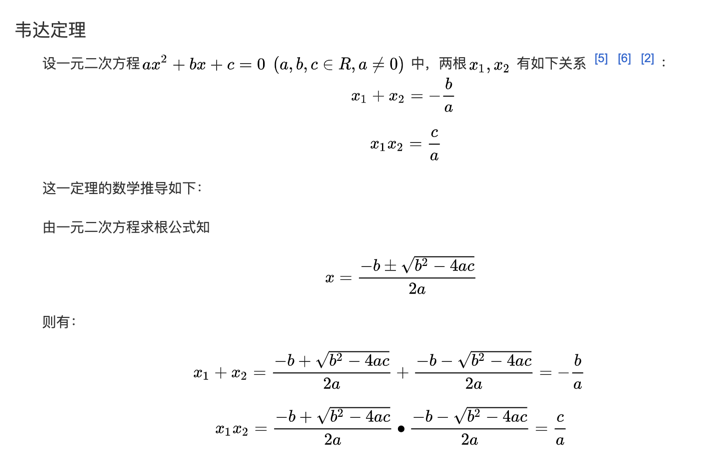 韦达定理
设一元二次方程 $ax^2 + bx + c = 0$ $(a, b, c \in R, a \neq 0)$ 中，两根 $x_1, x_2$ 有如下关系 [5] [6] [2] ：
$x_1 + x_2 = -\frac{b}{a}$
$x_1 x_2 = \frac{c}{a}$
这一定理的数学推导如下：
由一元二次方程求根公式知
$x = \frac{-b \pm \sqrt{b^2 - 4ac}}{2a}$
则有：
$x_1 + x_2 = \frac{-b + \sqrt{b^2 - 4ac}}{2a} + \frac{-b - \sqrt{b^2 - 4ac}}{2a} = -\frac{b}{a}$
$x_1 x_2 = \frac{-b + \sqrt{b^2 - 4ac}}{2a} \bullet \frac{-b - \sqrt{b^2 - 4ac}}{2a} = \frac{c}{a}$